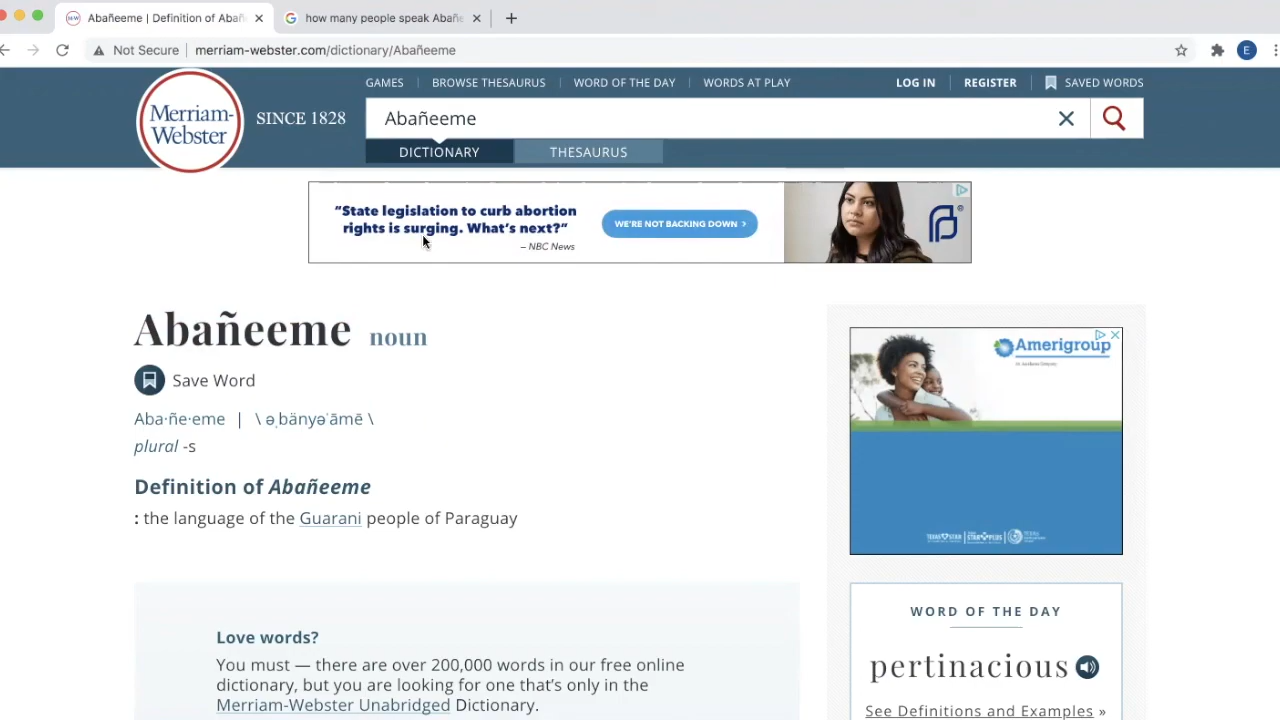 Abañeeme | Definition of Abañ
how many people speak Abañe
Not Secure | merriam-webster.com/dictionary/Abañeeme
E
GAMES | BROWSE THESAURUS | WORD OF THE DAY | WORDS AT PLAY
LOG IN REGISTER | SAVED WORDS
Merriam-
Webster
SINCE 1828
Abañeeme
DICTIONARY THESAURUS
“State legislation to curb abortion
rights is surging. What’s next?”
– NBC News
WE’RE NOT BACKING DOWN >
Abañeeme noun
Save Word
Aba·​ñe·​eme | \ əˌbänyəˈāmē \
plural -s
Definition of Abañeeme
: the language of the Guarani people of Paraguay
Love words?
You must — there are over 200,000 words in our free online
dictionary, but you are looking for one that’s only in the
Merriam-Webster Unabridged Dictionary.
Amerigroup
WORD OF THE DAY
pertinacious
See Definitions and Examples »